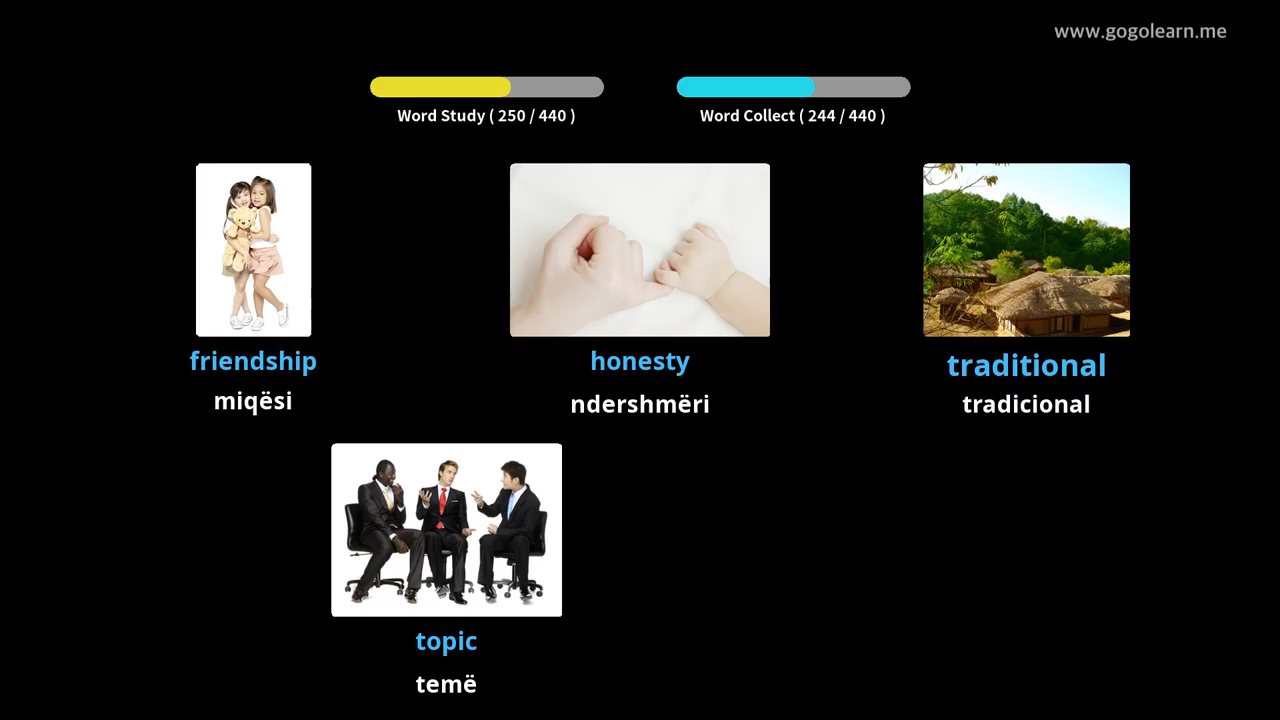 www.gogolearn.me
Word Study ( 250 / 440 )
Word Collect ( 244 / 440 )
friendship
miqësi
honesty
ndershmëri
traditional
tradicional
topic
temë